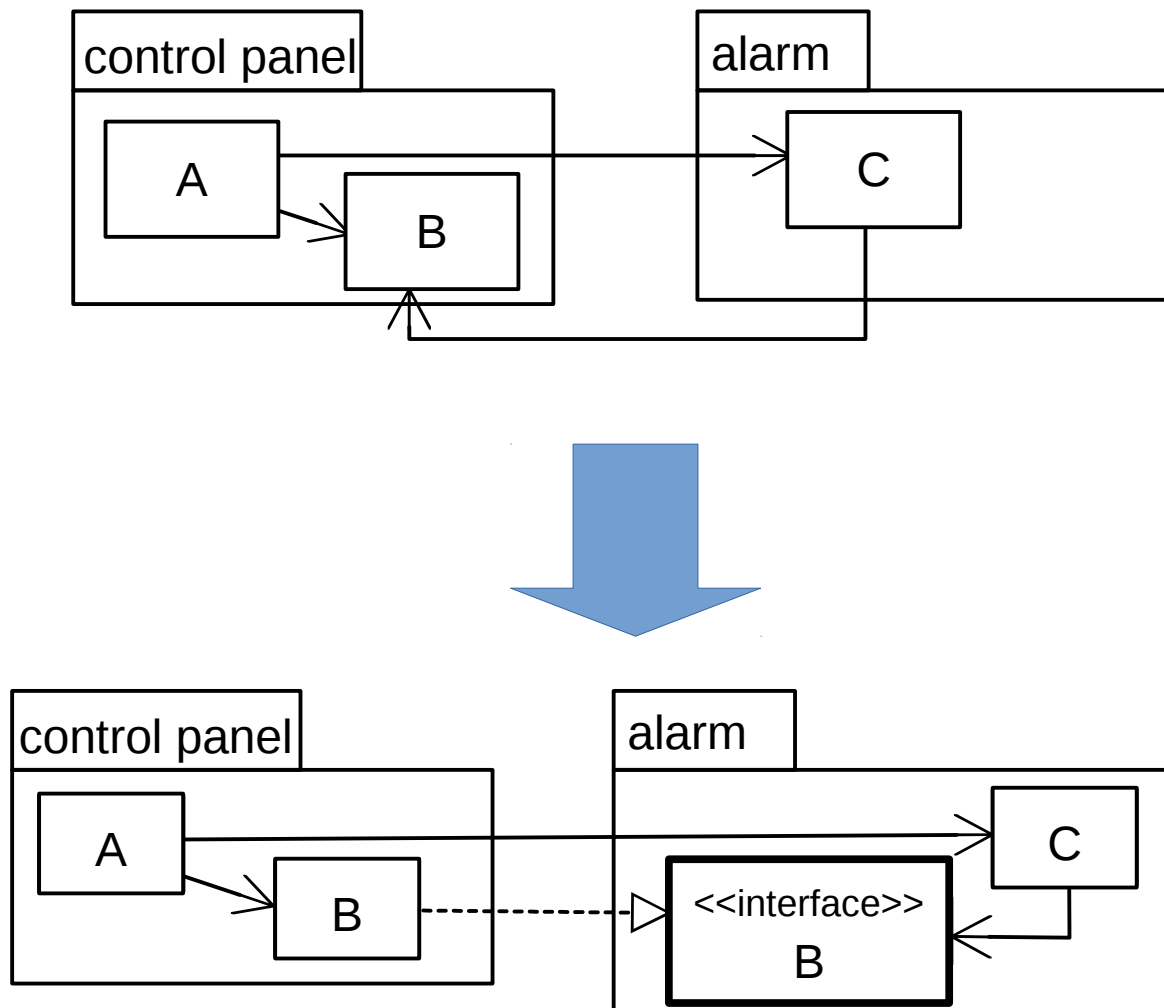 control panel
alarm
A
B
C
control panel
alarm
A
B
C
<<interface>>
B